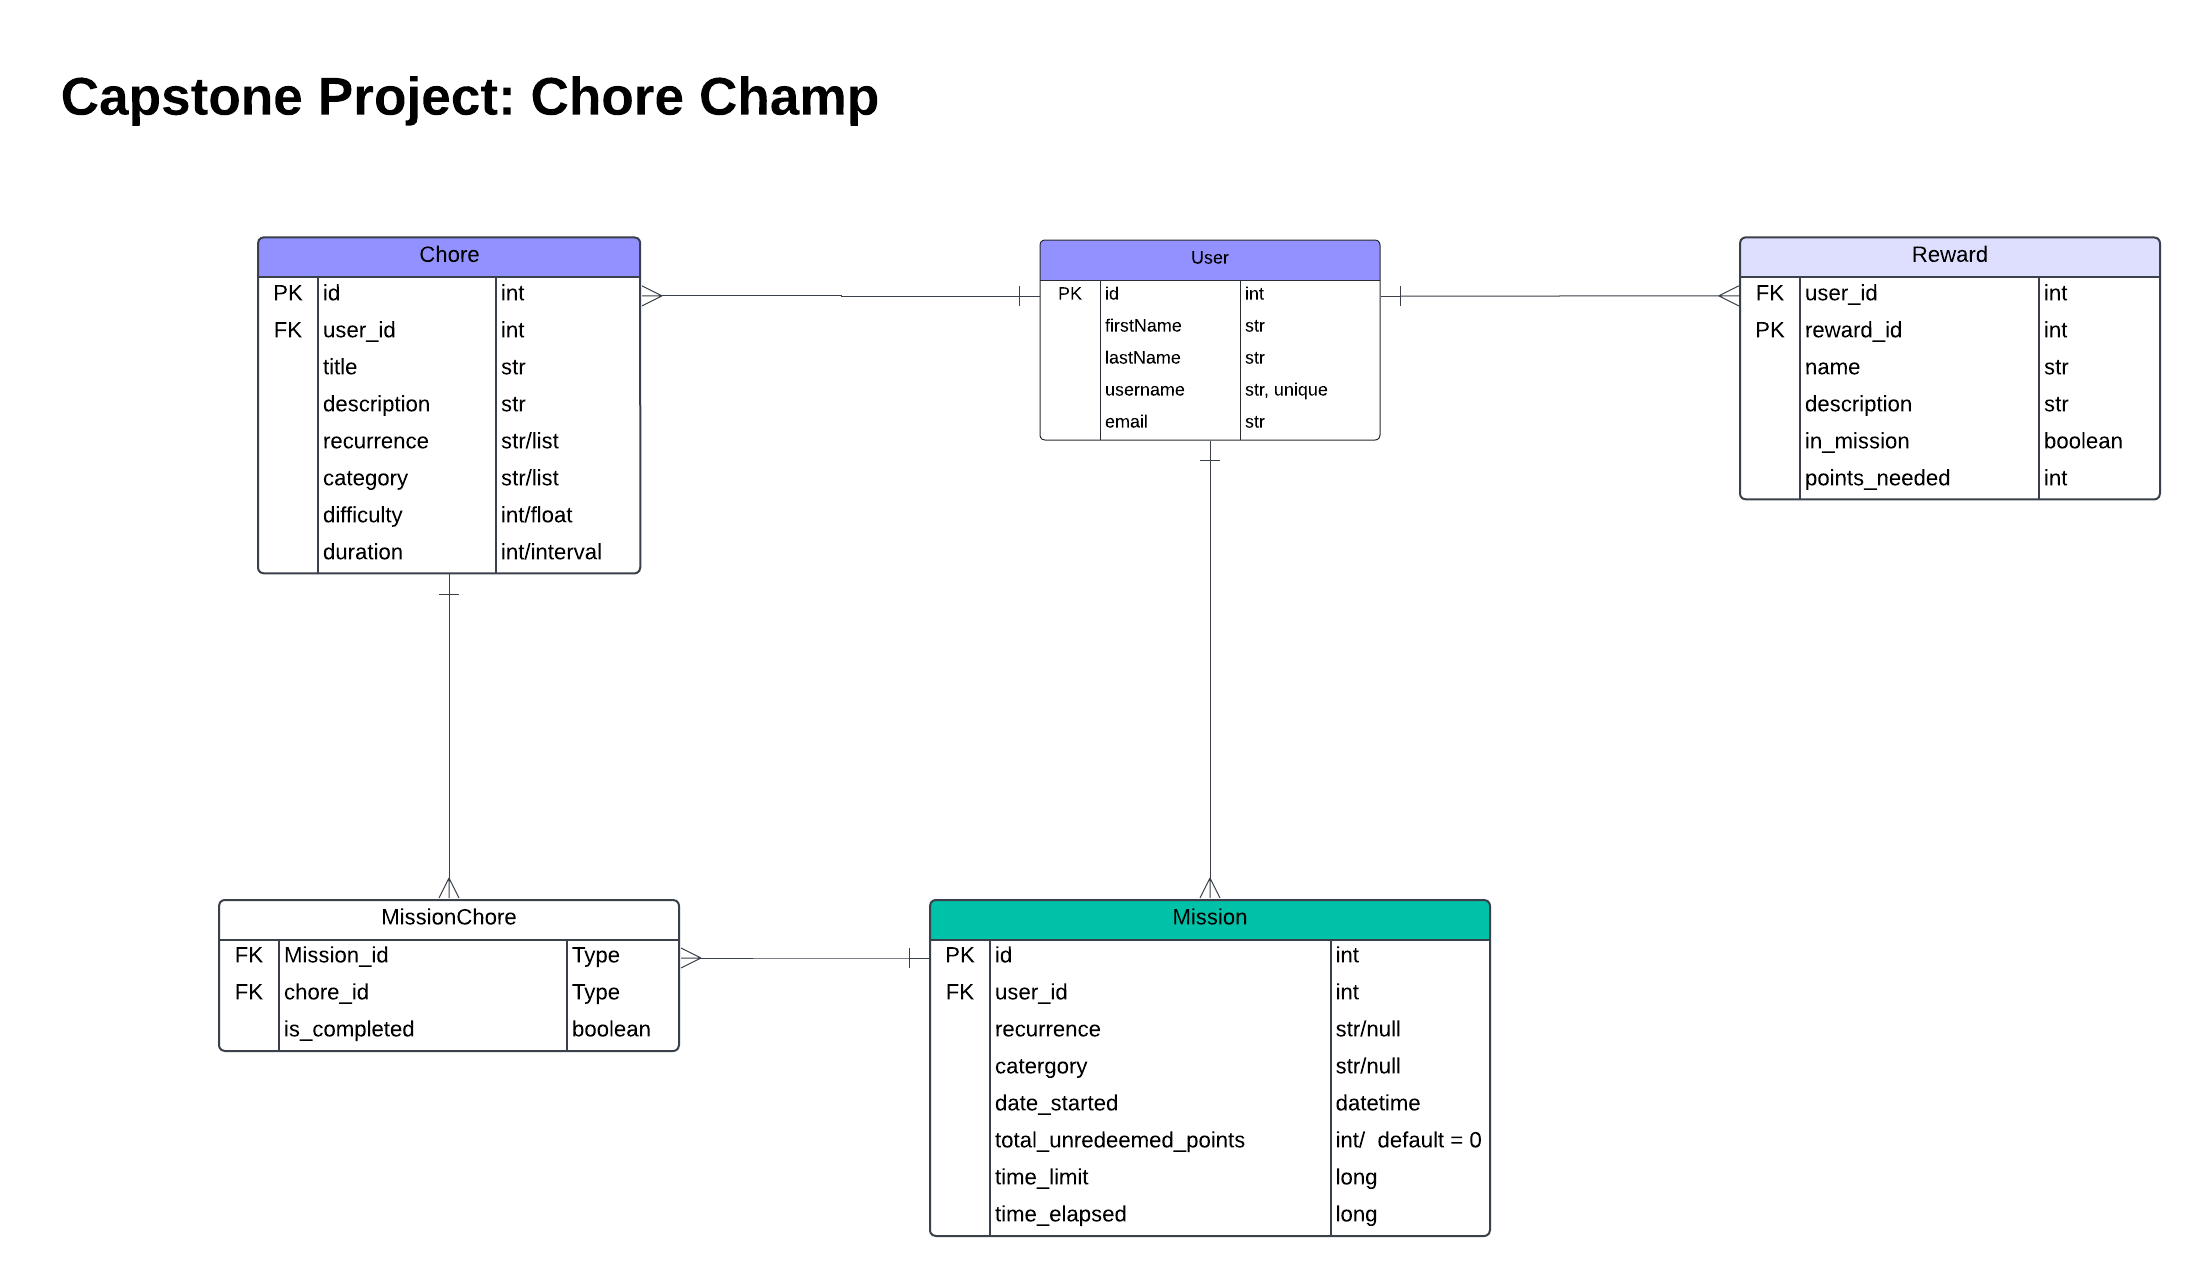 Capstone Project: Chore Champ
Chore
PK id int
FK user_id int
title str
description str
recurrence str/list
category str/list
difficulty int/float
duration int/interval
User
PK id int
firstName str
lastName str
username str, unique
email str
Reward
FK user_id int
PK reward_id int
name str
description str
in_mission boolean
points_needed int
MissionChore
FK Mission_id Type
FK chore_id Type
is_completed boolean
Mission
PK id int
FK user_id int
recurrence str/null
catergory str/null
date_started datetime
total_unredeemed_points int/ default = 0
time_limit long
time_elapsed long